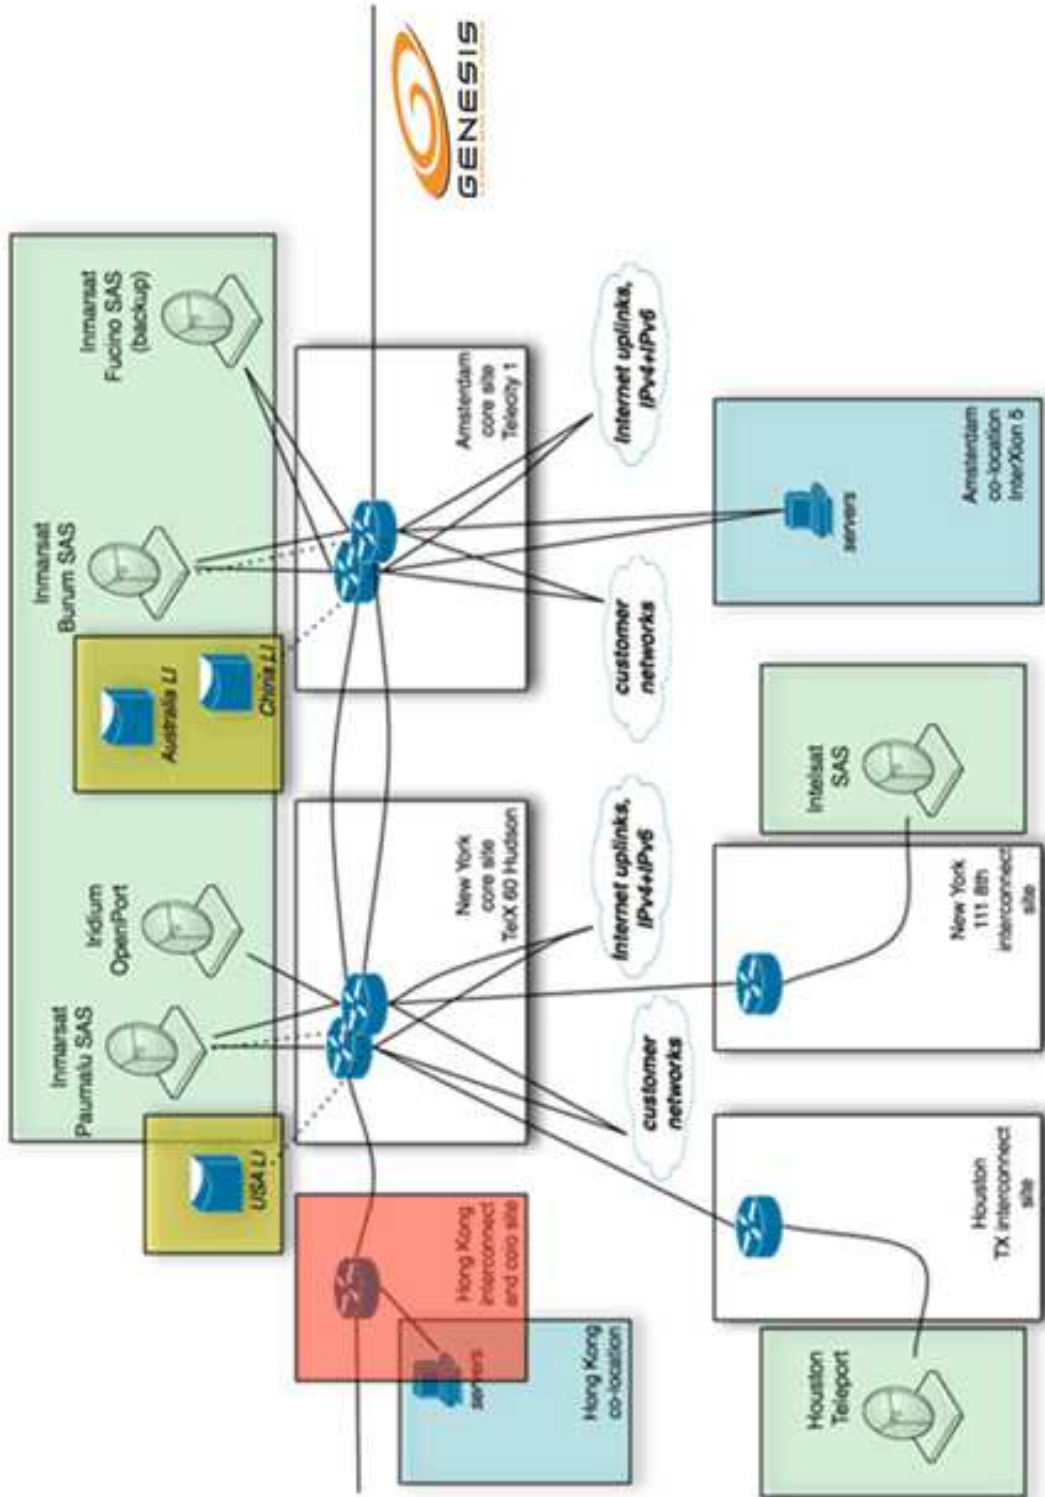 Inmarsat
Paumalu SAS
Iridium
OpenPort
Inmarsat
Burum SAS
Inmarsat
Fucino SAS
(backup)
USA LI
Australia LI
China LI
Hong Kong
interconnect
and colo site
New York
core site
TelX 60 Hudson
Amsterdam
core site
Telecity 1
GENESIS
servers
Hong Kong
co-location
customer
networks
Internet uplinks,
IPv4+IPv6
customer
networks
Internet uplinks,
IPv4+IPv6
Houston
Teleport
Houston
TX interconnect
site
New York
111 8th
interconnect
site
Intelsat
SAS
servers
Amsterdam
co-location
InterXion 5